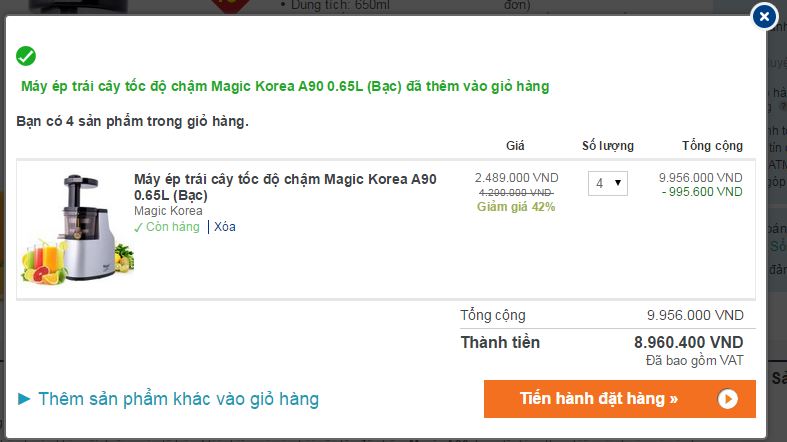 • Dung tích: 650ml
đơn)
Máy ép trái cây tốc độ chậm Magic Korea A90 0.65L (Bạc) đã thêm vào giỏ hàng
Bạn có 4 sản phẩm trong giỏ hàng.
Giá Số lượng Tổng cộng
Máy ép trái cây tốc độ chậm Magic Korea A90
0.65L (Bạc)
Magic Korea
✓ Còn hàng | Xóa
2.489.000 VND
4.290.000 VND
Giảm giá 42%
4
9.956.000 VND
- 995.600 VND
Tổng cộng 9.956.000 VND
Thành tiền 8.960.400 VND
Đã bao gồm VAT
► Thêm sản phẩm khác vào giỏ hàng
Tiến hành đặt hàng »